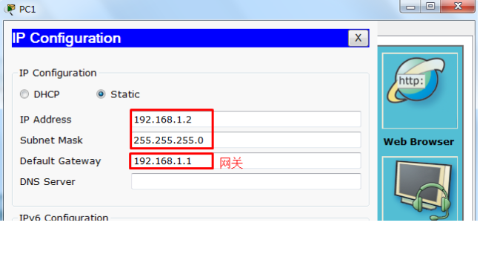 PC1
IP Configuration
X
IP Configuration
DHCP
Static
IP Address 192.168.1.2
Subnet Mask 255.255.255.0
Default Gateway 192.168.1.1 网关
DNS Server
IPv6 Configuration
http:
Web Browser